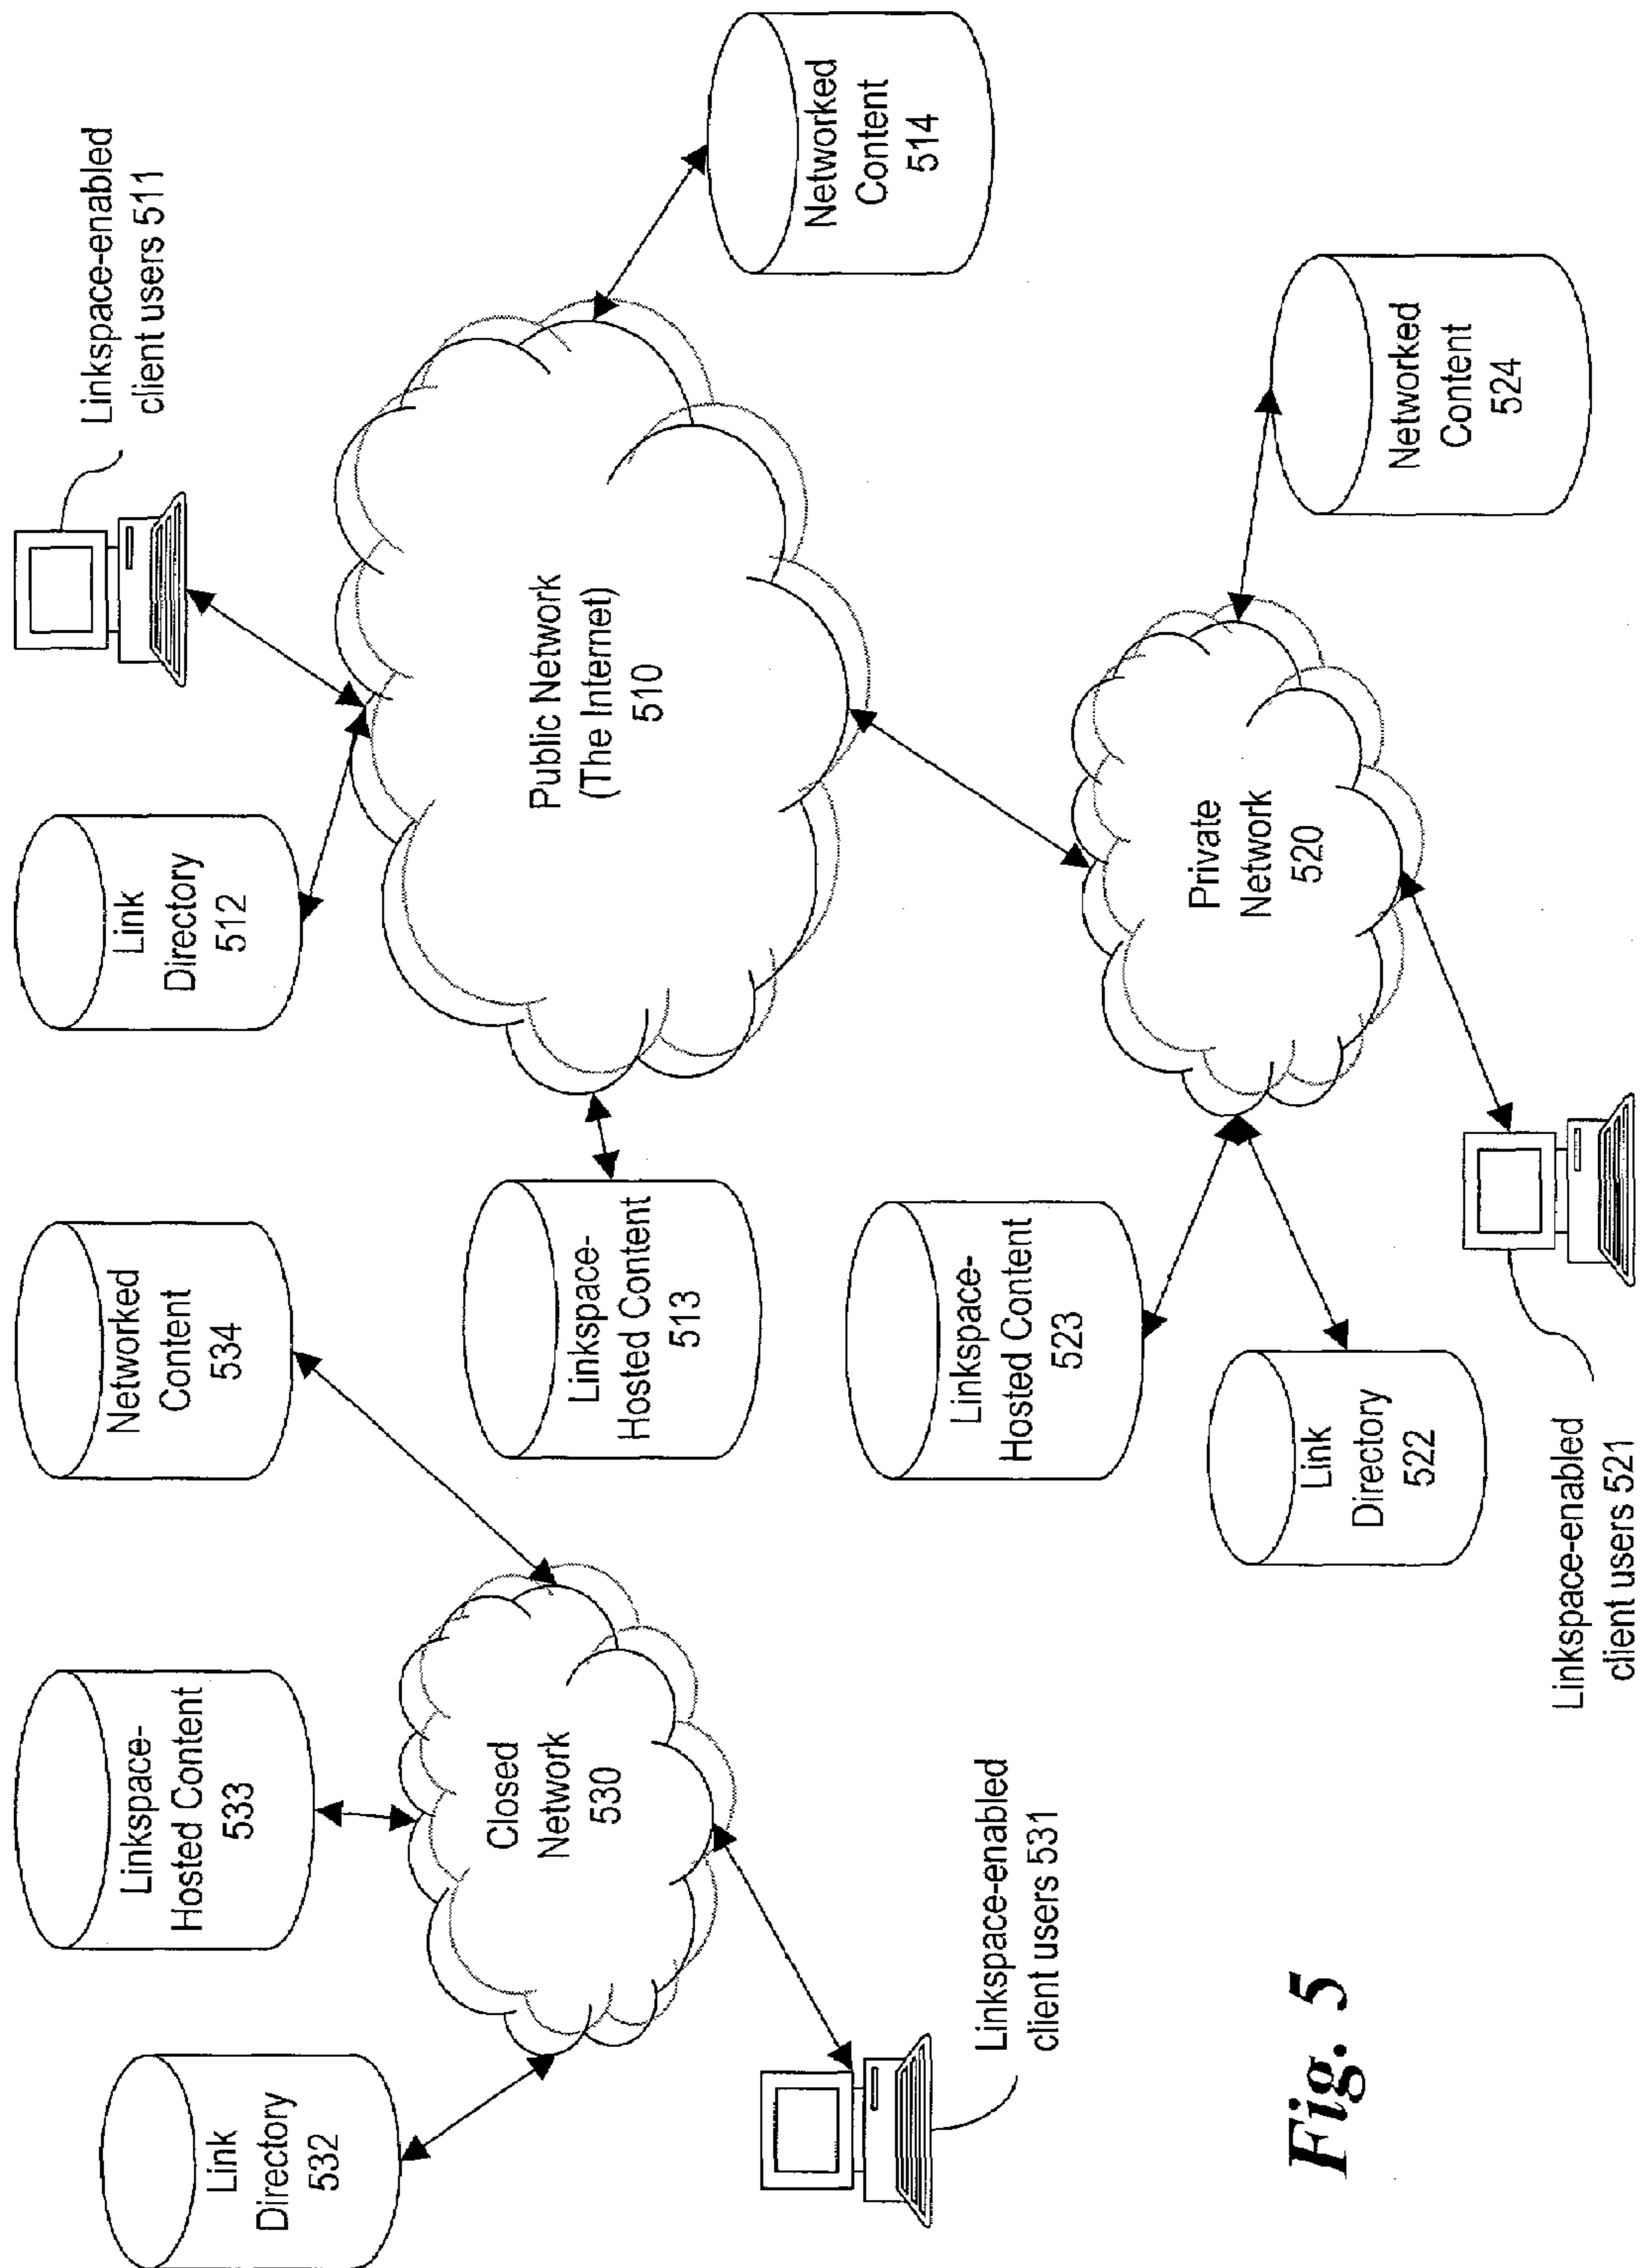 Link
Directory
532
Linkspace-
Hosted Content
533
Networked
Content
534
Link
Directory
512
Linkspace-enabled
client users 511
Closed
Network
530
Linkspace-
Hosted Content
513
Public Network
(The Internet)
510
Networked
Content
514
Linkspace-enabled
client users 531
Linkspace-
Hosted Content
523
Link
Directory
522
Private
Network
520
Networked
Content
524
Linkspace-enabled
client users 521
Fig. 5